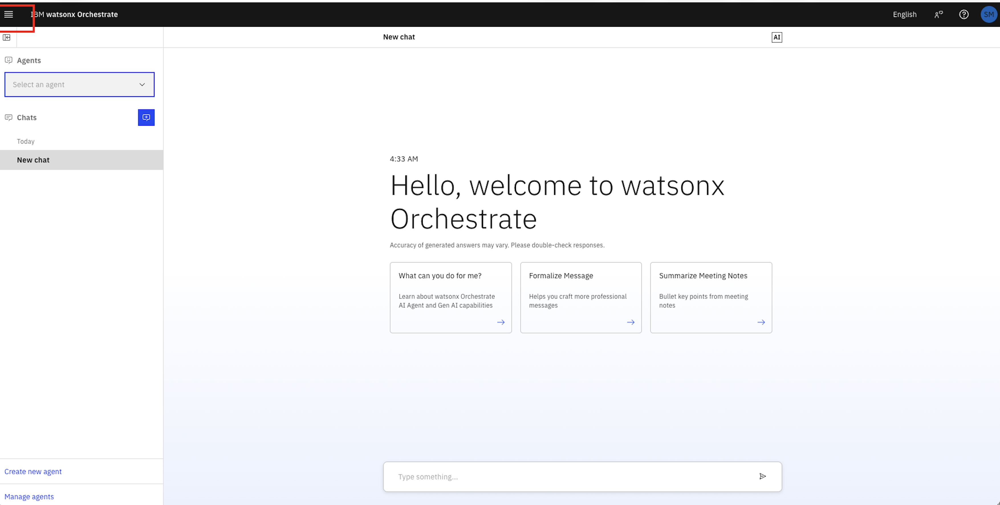 IBM watsonx Orchestrate
English
SM
New chat
AI
Agents
Select an agent
Chats
Today
New chat
4:33 AM
Hello, welcome to watsonx
Orchestrate
Accuracy of generated answers may vary. Please double-check responses.
What can you do for me?
Learn about watsonx Orchestrate
AI Agent and Gen AI capabilities
Formalize Message
Helps you craft more professional
messages
Summarize Meeting Notes
Bullet key points from meeting
notes
Type something...
Create new agent
Manage agents